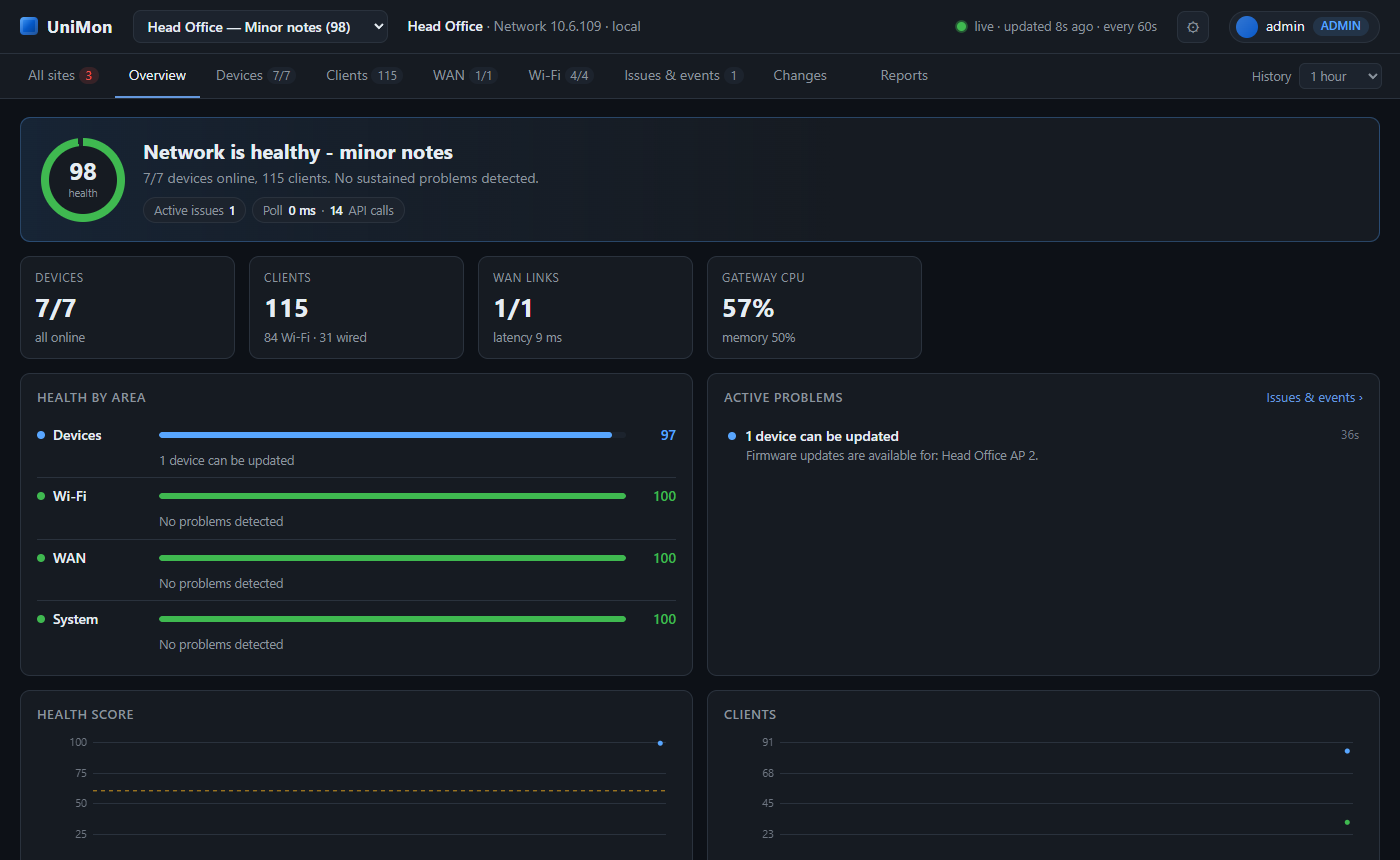 UniMon
Head Office — Minor notes (98)
Head Office · Network 10.6.109 · local
live · updated 8s ago · every 60s
admin ADMIN
All sites 3
Overview
Devices 7/7
Clients 115
WAN 1/1
Wi-Fi 4/4
Issues & events 1
Changes
Reports
History 1 hour
98
health
Network is healthy - minor notes
7/7 devices online, 115 clients. No sustained problems detected.
Active issues 1
Poll 0 ms · 14 API calls
DEVICES
7/7
all online
CLIENTS
115
84 Wi-Fi · 31 wired
WAN LINKS
1/1
latency 9 ms
GATEWAY CPU
57%
memory 50%
HEALTH BY AREA
Devices 97
1 device can be updated
Wi-Fi 100
No problems detected
WAN 100
No problems detected
System 100
No problems detected
ACTIVE PROBLEMS
Issues & events ›
1 device can be updated 36s
Firmware updates are available for: Head Office AP 2.
HEALTH SCORE
100
75
50
25
CLIENTS
91
68
45
23